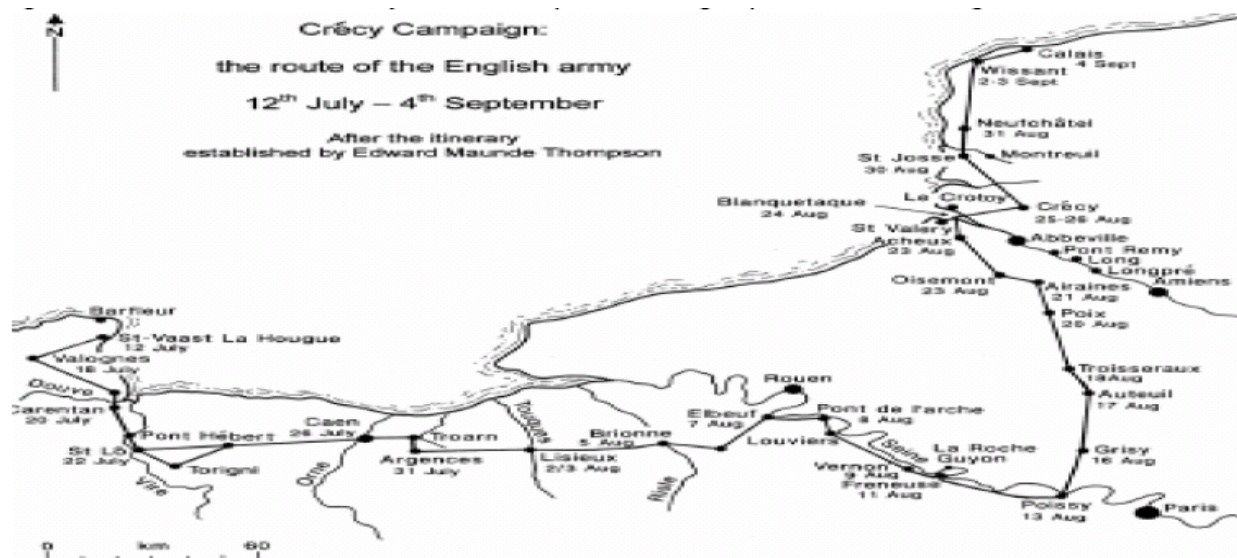 N
Crécy Campaign:
the route of the English army
12th July – 4th September
After the itinerary
established by Edward Maunde Thompson
Calais
4 Sept
Wissant
2-3 Sept
Neufchâtel
31 Aug
Montreuil
St Josse
30 Aug
Le Crotoy
Blanquetaque
24 Aug
Crécy
25-26 Aug
St Valery
Acheux
23 Aug
Abbeville
Pont Remy
Long
Longpré
Amiens
Oisemont
23 Aug
Airaines
21 Aug
Poix
20 Aug
Troisseraux
18Aug
Auteuil
17 Aug
Grisy
16 Aug
Barfleur
St-Vaast La Hougue
12 July
Valognes
18 July
Douve
Carentan
20 July
Pont Hébert
St Lô
22 July
Torigni
Vire
Caen
26 July
Orne
Troarn
Argences
31 July
Touques
Lisieux
2/3 Aug
Brionne
5 Aug
Risle
Rouen
Elbeuf
7 Aug
Pont de l'arche
8 Aug
Louviers
Seine
La Roche
Guyon
Vernon
9 Aug
Freneuse
11 Aug
Poissy
13 Aug
Paris
0 km 60